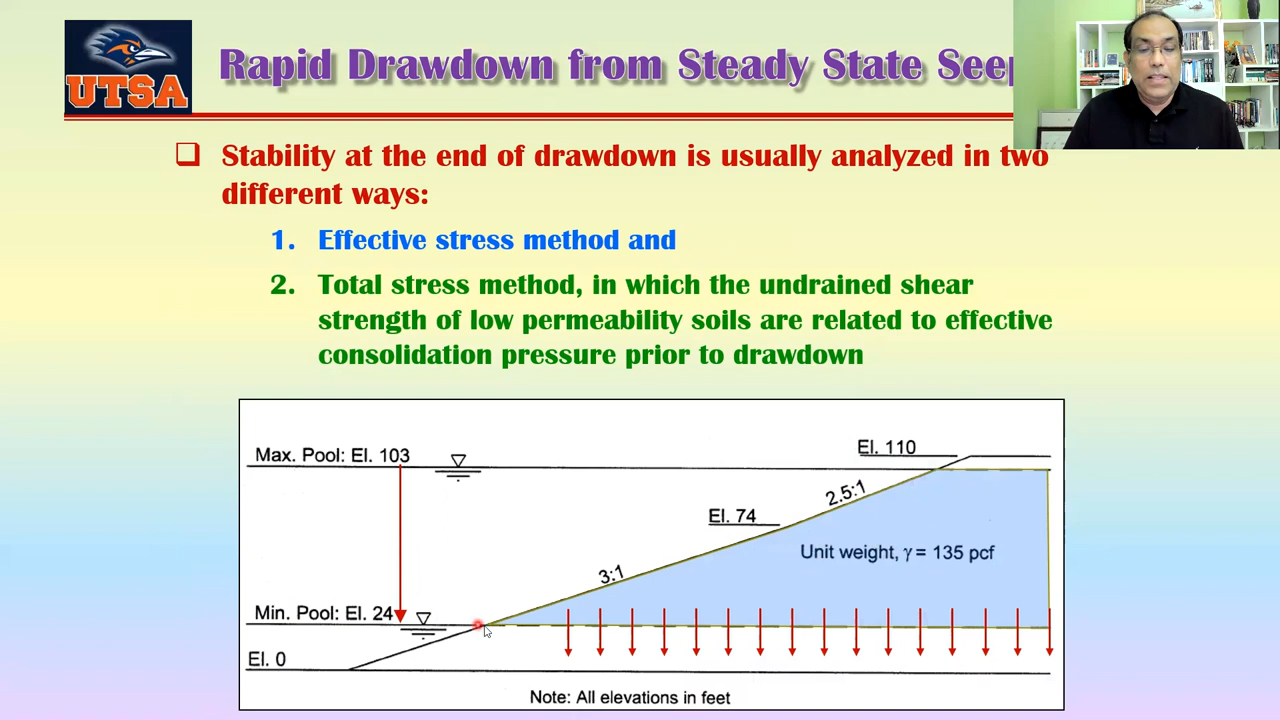 UTSA
Rapid Drawdown from Steady State
Stability at the end of drawdown is usually analyzed in two
different ways:
1. Effective stress method and
2. Total stress method, in which the undrained shear
strength of low permeability soils are related to effective
consolidation pressure prior to drawdown
El. 110
Max. Pool: El. 103
2.5:1
El. 74
Unit weight, γ = 135 pcf
3:1
Min. Pool: El. 24
El. 0
Note: All elevations in feet